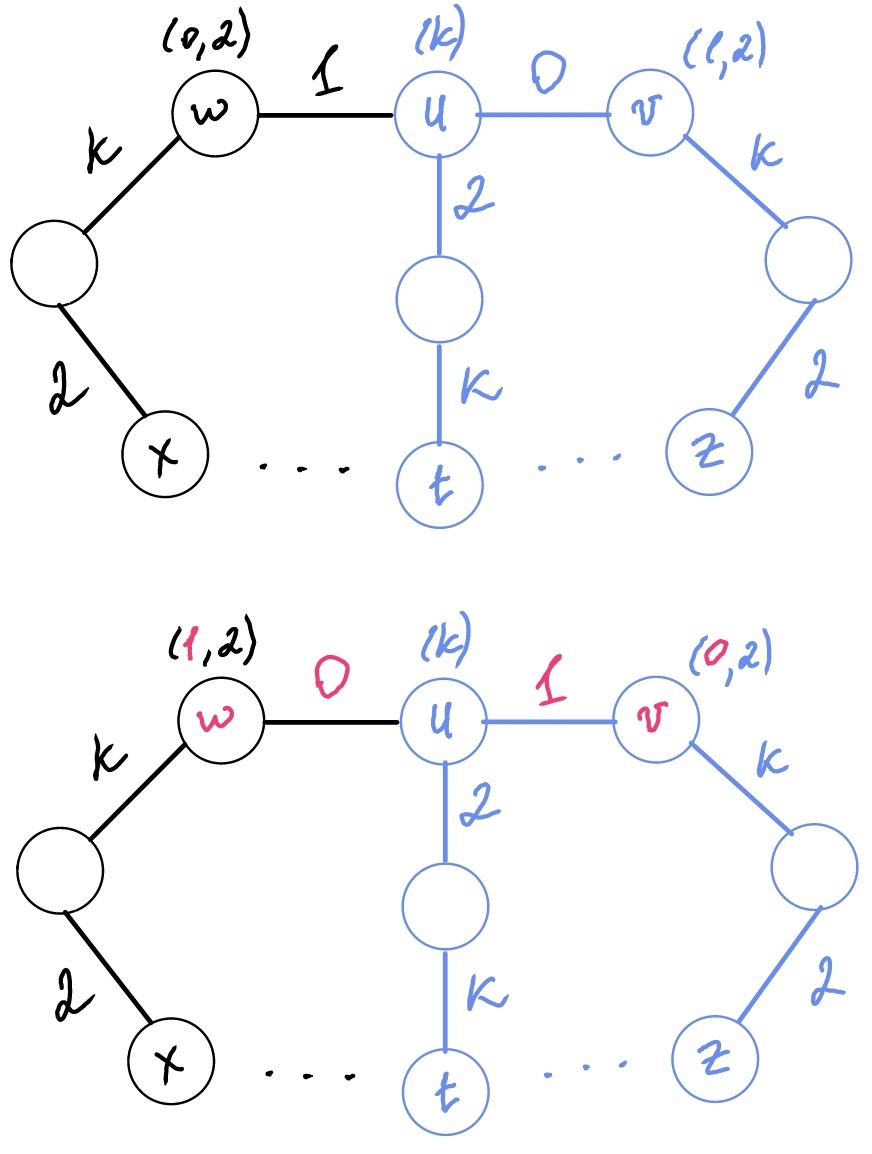 (0,2) 1 (k) 0 (1,2)
w u v
k 2 k
2 k 2
x ... t ... z
(1,2) 0 (k) 1 (0,2)
w u v
k 2 k
2 k 2
x ... t ... z